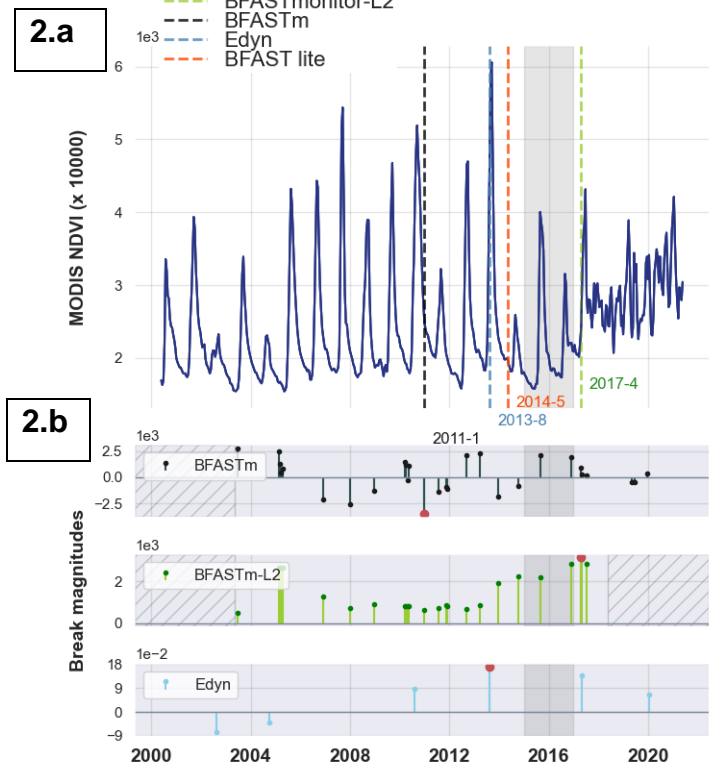 2.a
BFASTmonitor-L2
BFASTm
Edyn
BFAST lite
1e3
6
5
4
3
2
MODIS NDVI (x 10000)
2017-4
2014-5
2013-8
2011-1
2.b
1e3
2.5
0.0
−2.5
BFASTm
Break magnitudes
1e3
2
0
BFASTm-L2
1e−2
18
9
0
−9
Edyn
2000 2004 2008 2012 2016 2020